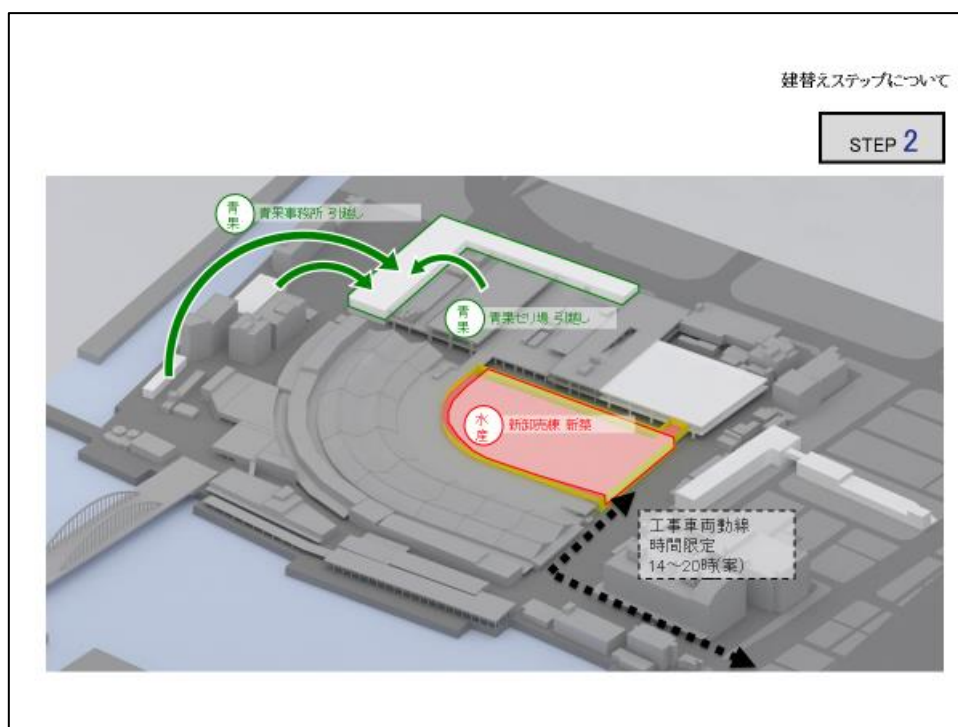 建替えステップについて
STEP 2
青果
青果事務所 引越し
青果
青果セリ場 引越し
水産
新卸売棟 新築
工事車両動線
時間限定
14～20時(案)